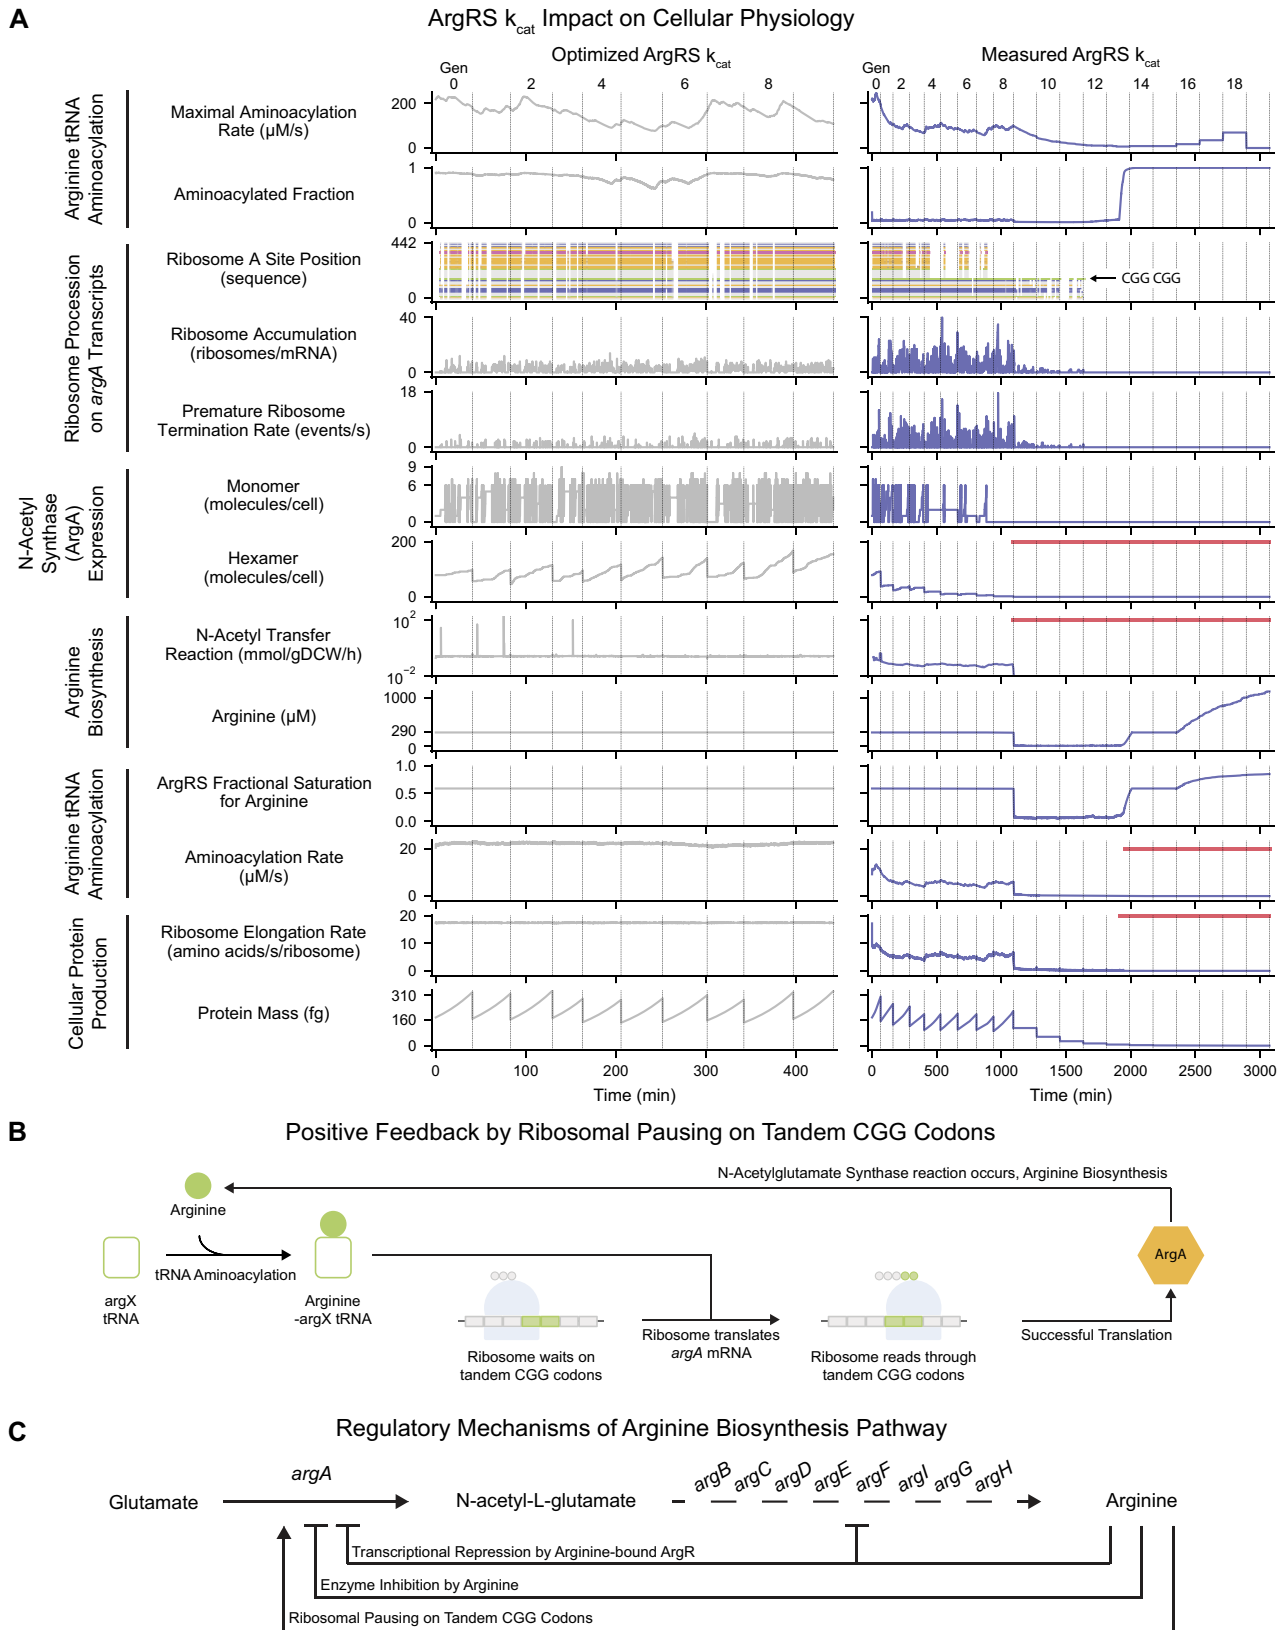 A
ArgRS kcat Impact on Cellular Physiology
Optimized ArgRS kcat
Measured ArgRS kcat
Gen
0 2 4 6 8
Gen
0 2 4 6 8 10 12 14 16 18
Arginine tRNA
Aminoacylation
Maximal Aminoacylation
Rate (µM/s)
200
0
Aminoacylated Fraction
1
0
Ribosome Procession
on argA Transcripts
Ribosome A Site Position
(sequence)
442
0
CGG CGG
Ribosome Accumulation
(ribosomes/mRNA)
40
0
Premature Ribosome
Termination Rate (events/s)
18
0
N-Acetyl
Synthase
(ArgA)
Expression
Monomer
(molecules/cell)
9
6
0
Hexamer
(molecules/cell)
200
0
Arginine
Biosynthesis
N-Acetyl Transfer
Reaction (mmol/gDCW/h)
10^2
10^−2
Arginine (µM)
1000
290
0
Arginine tRNA
Aminoacylation
ArgRS Fractional Saturation
for Arginine
1.0
0.5
0.0
Aminoacylation Rate
(µM/s)
20
0
Cellular Protein
Production
Ribosome Elongation Rate
(amino acids/s/ribosome)
20
10
0
Protein Mass (fg)
310
160
0
0 100 200 300 400
Time (min)
0 500 1000 1500 2000 2500 3000
Time (min)
B
Positive Feedback by Ribosomal Pausing on Tandem CGG Codons
N-Acetylglutamate Synthase reaction occurs, Arginine Biosynthesis
Arginine
tRNA Aminoacylation
argX
tRNA
Arginine
-argX tRNA
Ribosome waits on
tandem CGG codons
Ribosome translates
argA mRNA
Ribosome reads through
tandem CGG codons
Successful Translation
ArgA
C
Regulatory Mechanisms of Arginine Biosynthesis Pathway
Glutamate
argA
N-acetyl-L-glutamate
argB argC argD argE argF argI argG argH
Arginine
Transcriptional Repression by Arginine-bound ArgR
Enzyme Inhibition by Arginine
Ribosomal Pausing on Tandem CGG Codons